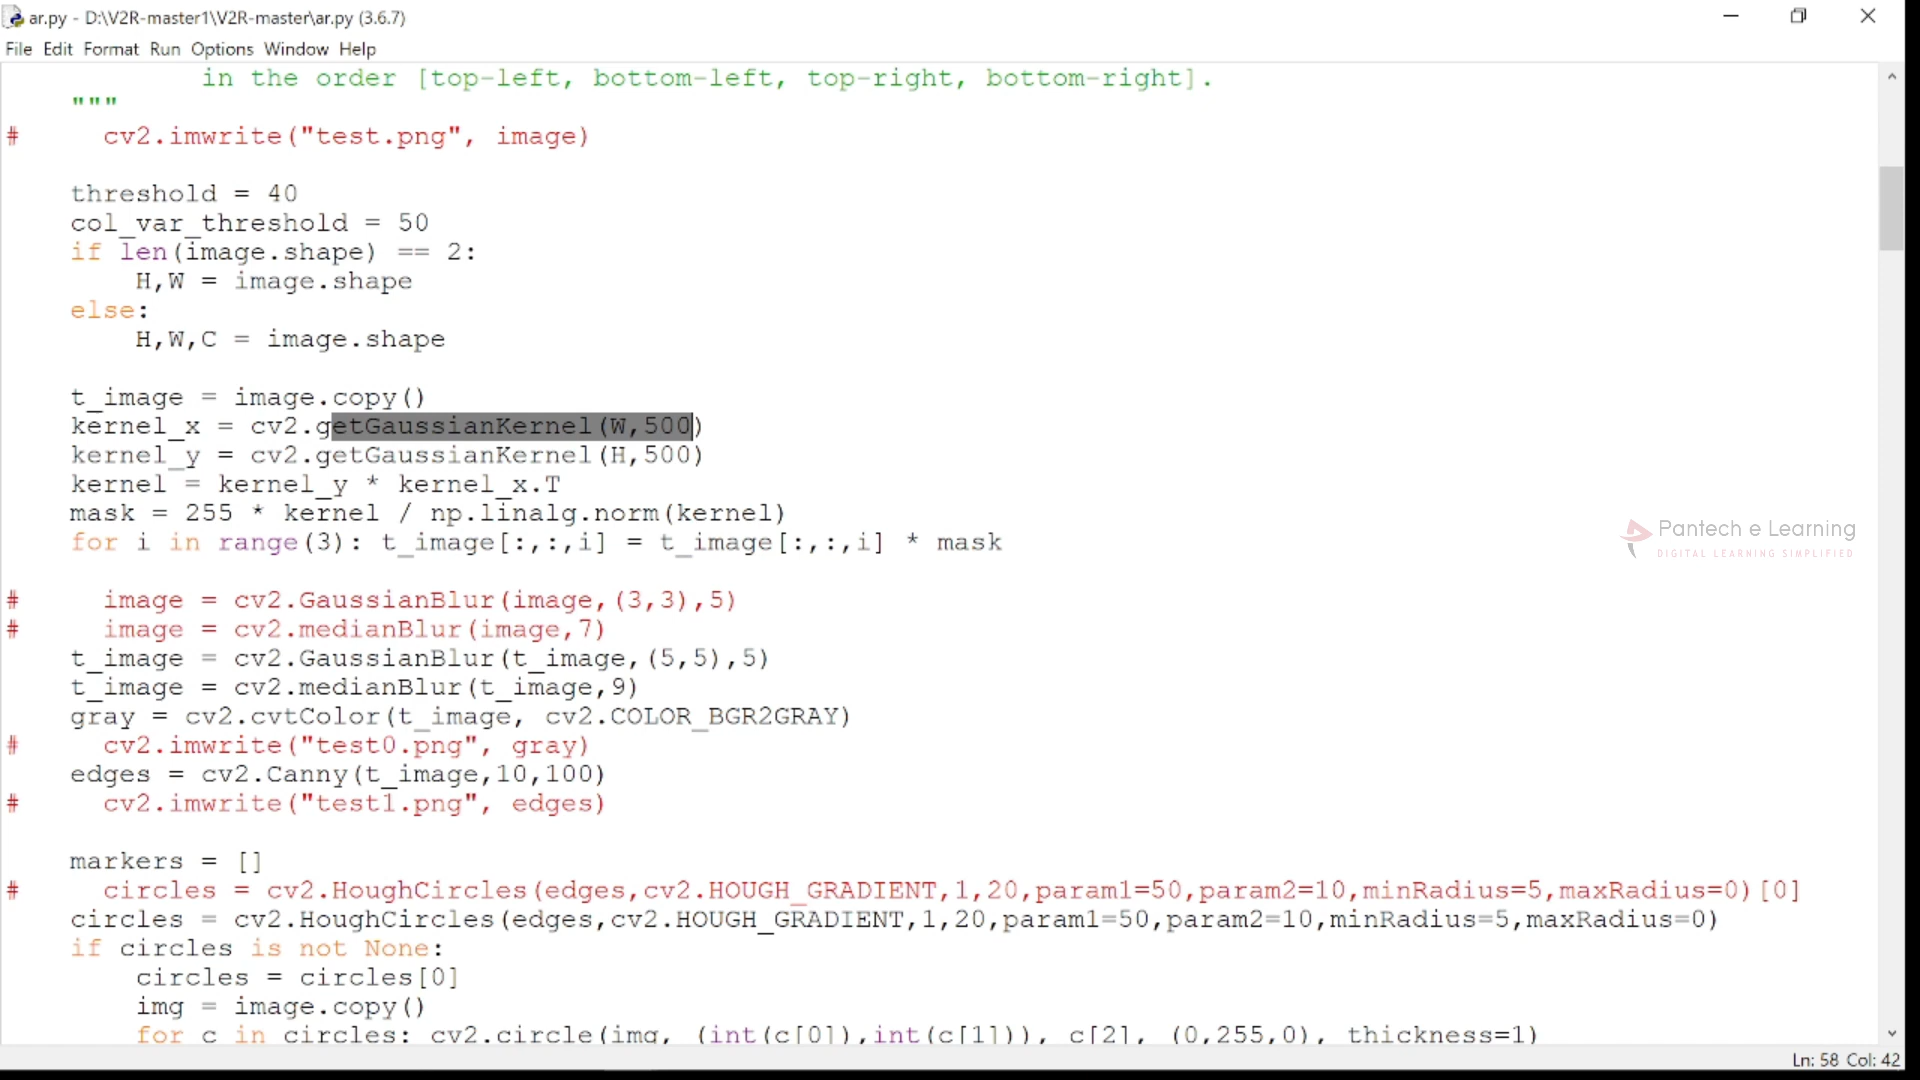 ar.py - D:\V2R-master1\V2R-master\ar.py (3.6.7)
File Edit Format Run Options Window Help
in the order [top-left, bottom-left, top-right, bottom-right].
"""
#     cv2.imwrite("test.png", image)
threshold = 40
col_var_threshold = 50
if len(image.shape) == 2:
    H,W = image.shape
else:
    H,W,C = image.shape
t_image = image.copy()
kernel_x = cv2.getGaussianKernel(W,500)
kernel_y = cv2.getGaussianKernel(H,500)
kernel = kernel_y * kernel_x.T
mask = 255 * kernel / np.linalg.norm(kernel)
for i in range(3): t_image[:,:,i] = t_image[:,:,i] * mask
Pantech e Learning
DIGITAL LEARNING SIMPLIFIED
#     image = cv2.GaussianBlur(image,(3,3),5)
#     image = cv2.medianBlur(image,7)
t_image = cv2.GaussianBlur(t_image,(5,5),5)
t_image = cv2.medianBlur(t_image,9)
gray = cv2.cvtColor(t_image, cv2.COLOR_BGR2GRAY)
#     cv2.imwrite("test0.png", gray)
edges = cv2.Canny(t_image,10,100)
#     cv2.imwrite("test1.png", edges)
markers = []
#     circles = cv2.HoughCircles(edges,cv2.HOUGH_GRADIENT,1,20,param1=50,param2=10,minRadius=5,maxRadius=0)[0]
circles = cv2.HoughCircles(edges,cv2.HOUGH_GRADIENT,1,20,param1=50,param2=10,minRadius=5,maxRadius=0)
if circles is not None:
    circles = circles[0]
    img = image.copy()
    for c in circles: cv2.circle(img, (int(c[0]),int(c[1])), c[2], (0,255,0), thickness=1)
Ln: 58 Col: 42